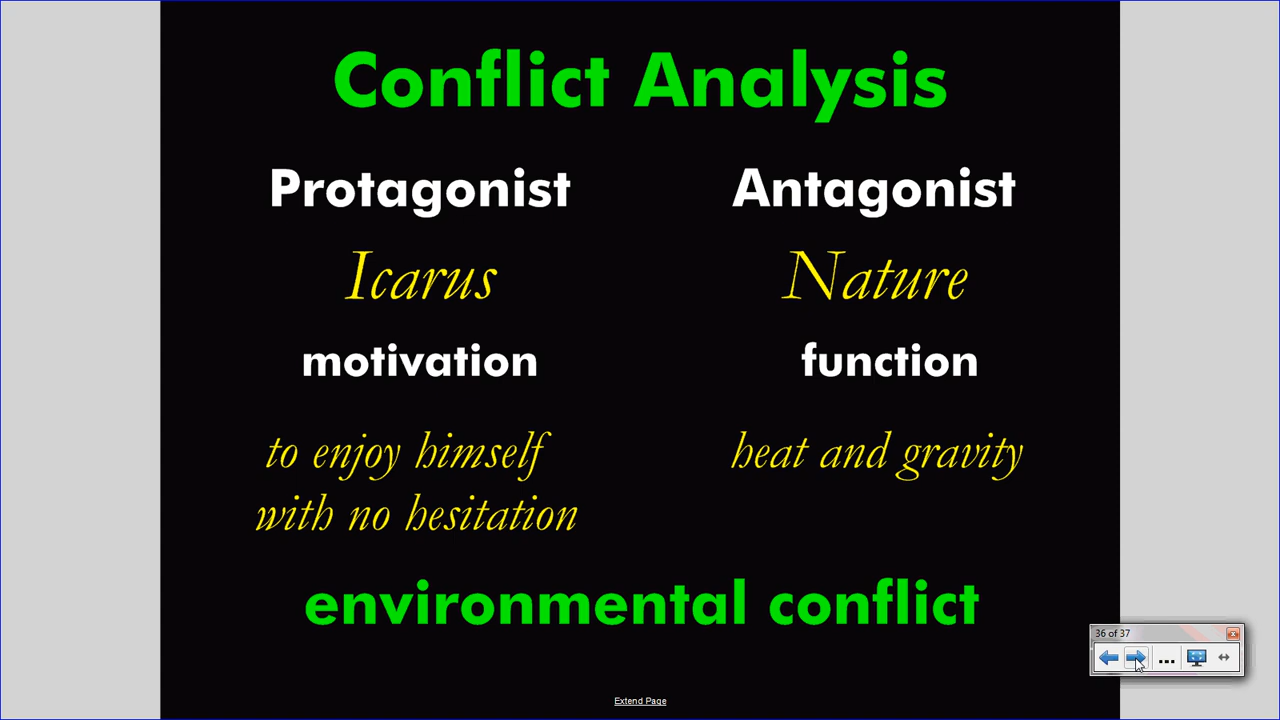 Conflict Analysis
Protagonist
Antagonist
Icarus
Nature
motivation
function
to enjoy himself
with no hesitation
heat and gravity
environmental conflict
36 of 37
...
Extend Page